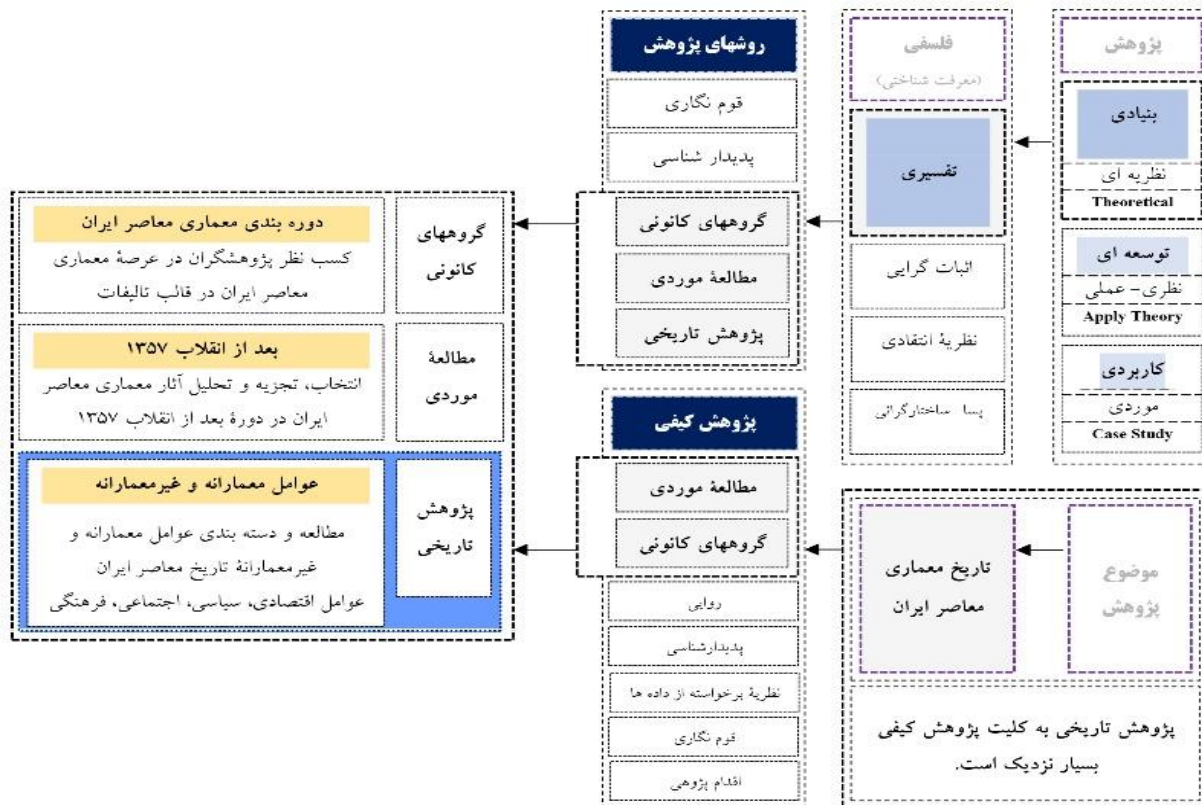 پژوهش
بنیادی
نظریه ای
Theoretical
توسعه ای
نظری- عملی
Apply Theory
کاربردی
موردی
Case Study
فلسفی
(معرفت شناختی)
تفسیری
اثبات گرایی
نظریهٔ انتقادی
پسا ساختارگرائی
روشهای پژوهش
قوم نگاری
پدیدار شناسی
گروههای کانونی
مطالعهٔ موردی
پژوهش تاریخی
موضوع
پژوهش
تاریخ معماری
معاصر ایران
پژوهش تاریخی به کلیت پژوهش کیفی
بسیار نزدیک است.
پژوهش کیفی
مطالعهٔ موردی
گروههای کانونی
روایی
پدیدارشناسی
نظریهٔ برخواسته از داده ها
قوم نگاری
اقدام پژوهی
گروههای
کانونی
دوره بندی معماری معاصر ایران
کسب نظر پژوهشگران در عرصهٔ معماری
معاصر ایران در قالب تالیفات
مطالعهٔ
موردی
بعد از انقلاب ۱۳۵۷
انتخاب، تجزیه و تحلیل آثار معماری معاصر
ایران در دورهٔ بعد از انقلاب ۱۳۵۷
پژوهش
تاریخی
عوامل معمارانه و غیرمعمارانه
مطالعه و دسته بندی عوامل معمارانه و
غیرمعمارانهٔ تاریخ معاصر ایران
عوامل اقتصادی، سیاسی، اجتماعی، فرهنگی